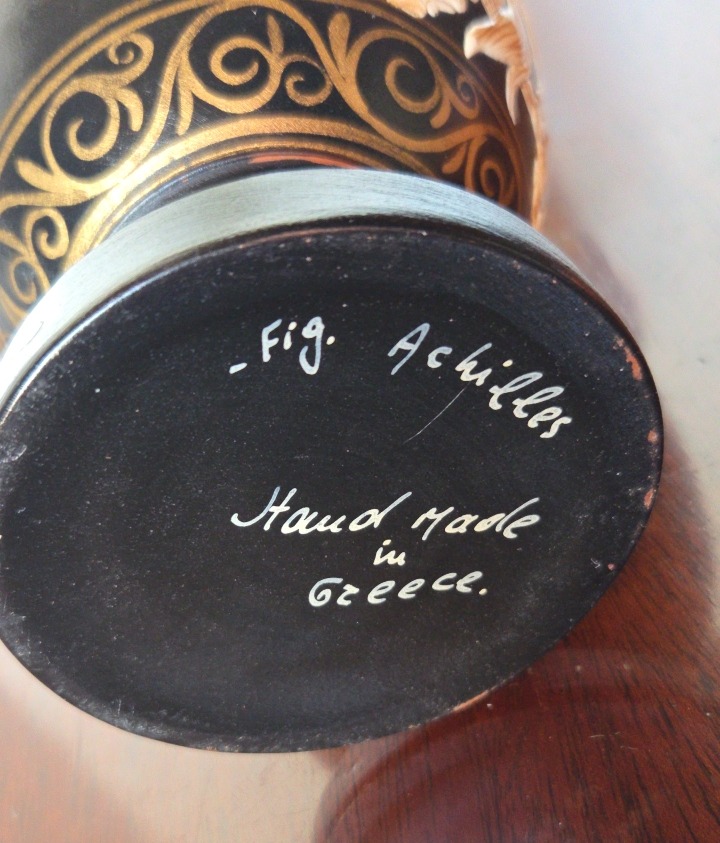 - Fig. Achilles
Hand Made
in
Greece.